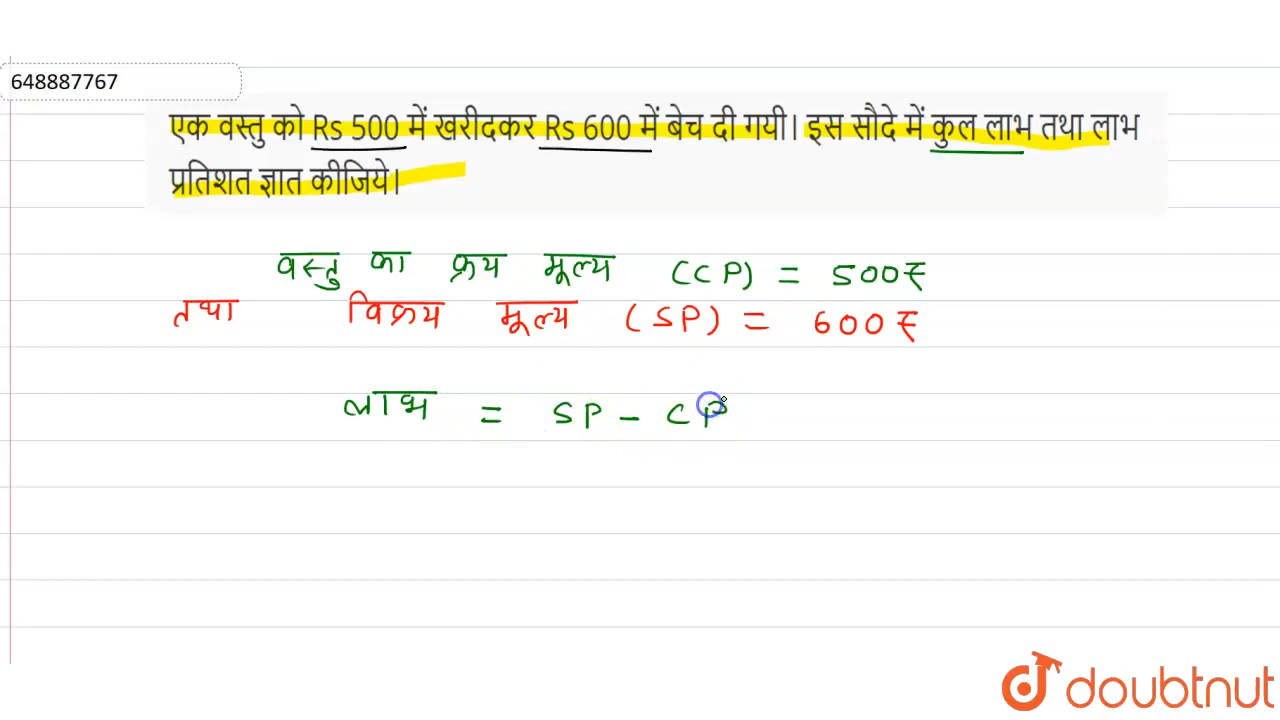 648887767
एक वस्तु को Rs 500 में खरीदकर Rs 600 में बेच दी गयी। इस सौदे में कुल लाभ तथा लाभ
प्रतिशत ज्ञात कीजिये।
वस्तु का क्रय मूल्य (CP) = 500₹
तथा विक्रय मूल्य (SP) = 600₹
लाभ = SP - CP
doubtnut